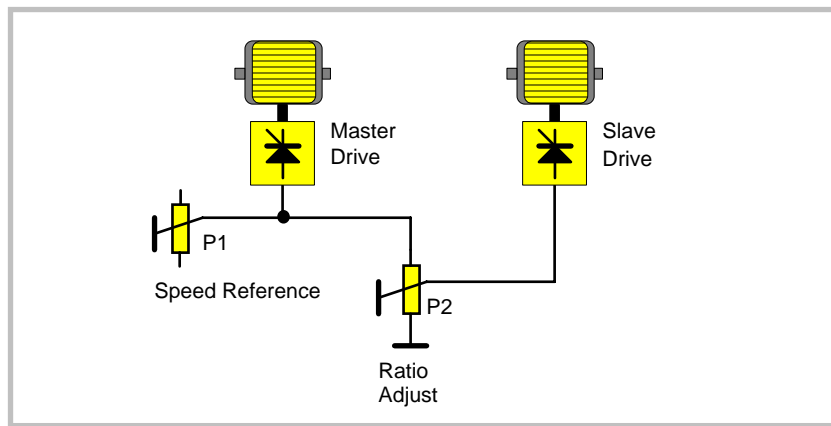 Master
Drive
Slave
Drive
P1
Speed Reference
P2
Ratio
Adjust